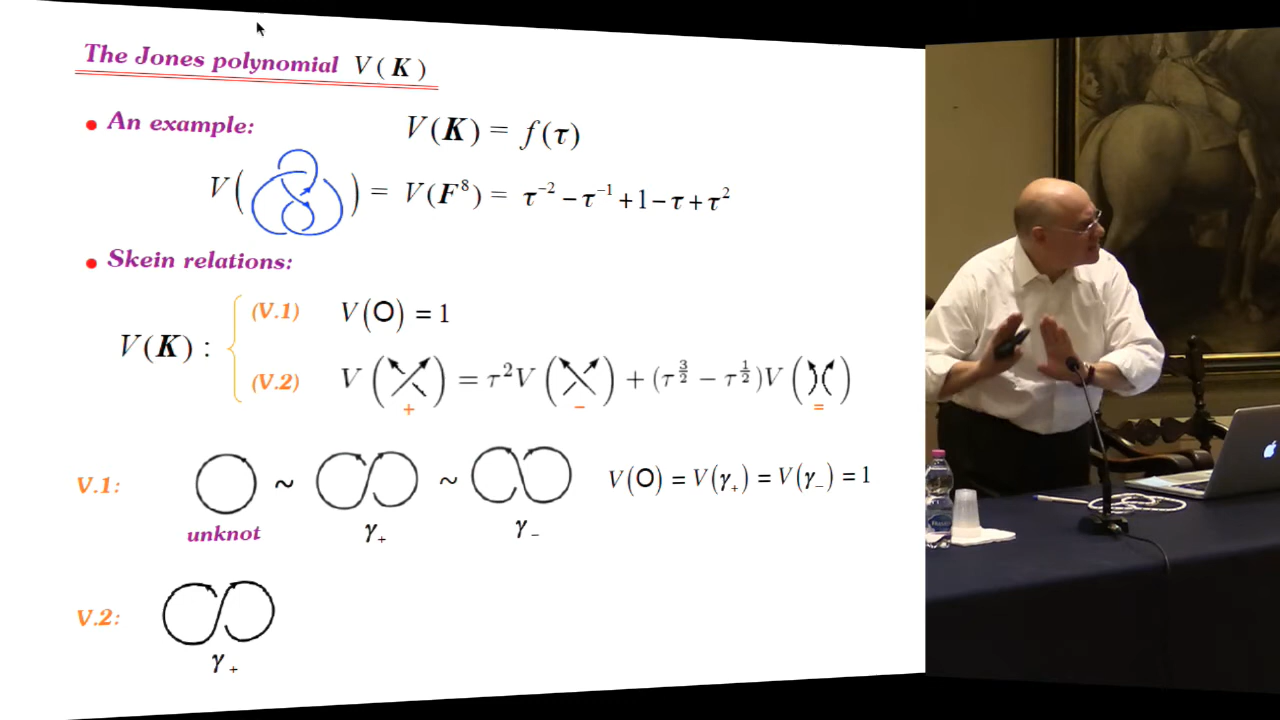 The Jones polynomial V(K)
• An example: V(K) = f(τ)
V( ) = V(F⁸) = τ⁻² − τ⁻¹ + 1 − τ + τ²
• Skein relations:
V(K) :
(V.1) V(O) = 1
(V.2) V( ) = τ²V( ) + (τ^{3/2} − τ^{1/2})V( )
+ − =
V.1: ~ ~ V(O) = V(γ₊) = V(γ₋) = 1
unknot γ₊ γ₋
V.2:
γ₊